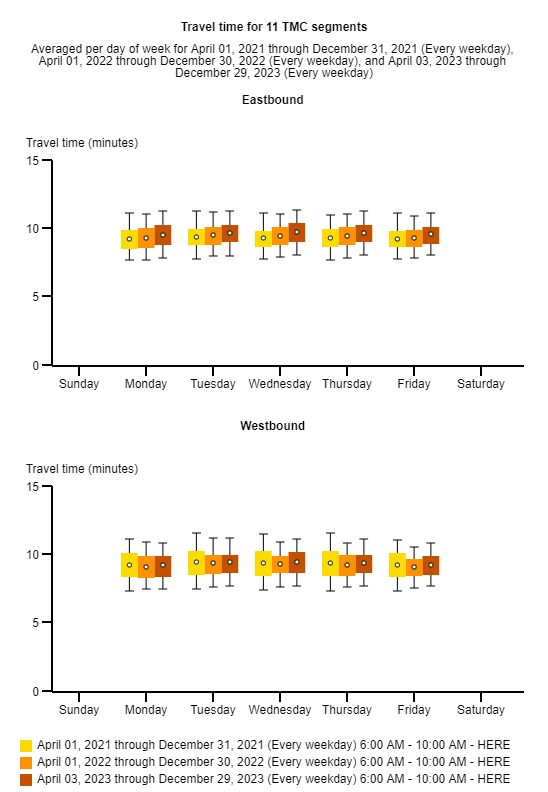 Travel time for 11 TMC segments
Averaged per day of week for April 01, 2021 through December 31, 2021 (Every weekday),
April 01, 2022 through December 30, 2022 (Every weekday), and April 03, 2023 through
December 29, 2023 (Every weekday)
Eastbound
Travel time (minutes)
15
10
5
0
Sunday Monday Tuesday Wednesday Thursday Friday Saturday
Westbound
Travel time (minutes)
15
10
5
0
Sunday Monday Tuesday Wednesday Thursday Friday Saturday
April 01, 2021 through December 31, 2021 (Every weekday) 6:00 AM - 10:00 AM - HERE
April 01, 2022 through December 30, 2022 (Every weekday) 6:00 AM - 10:00 AM - HERE
April 03, 2023 through December 29, 2023 (Every weekday) 6:00 AM - 10:00 AM - HERE